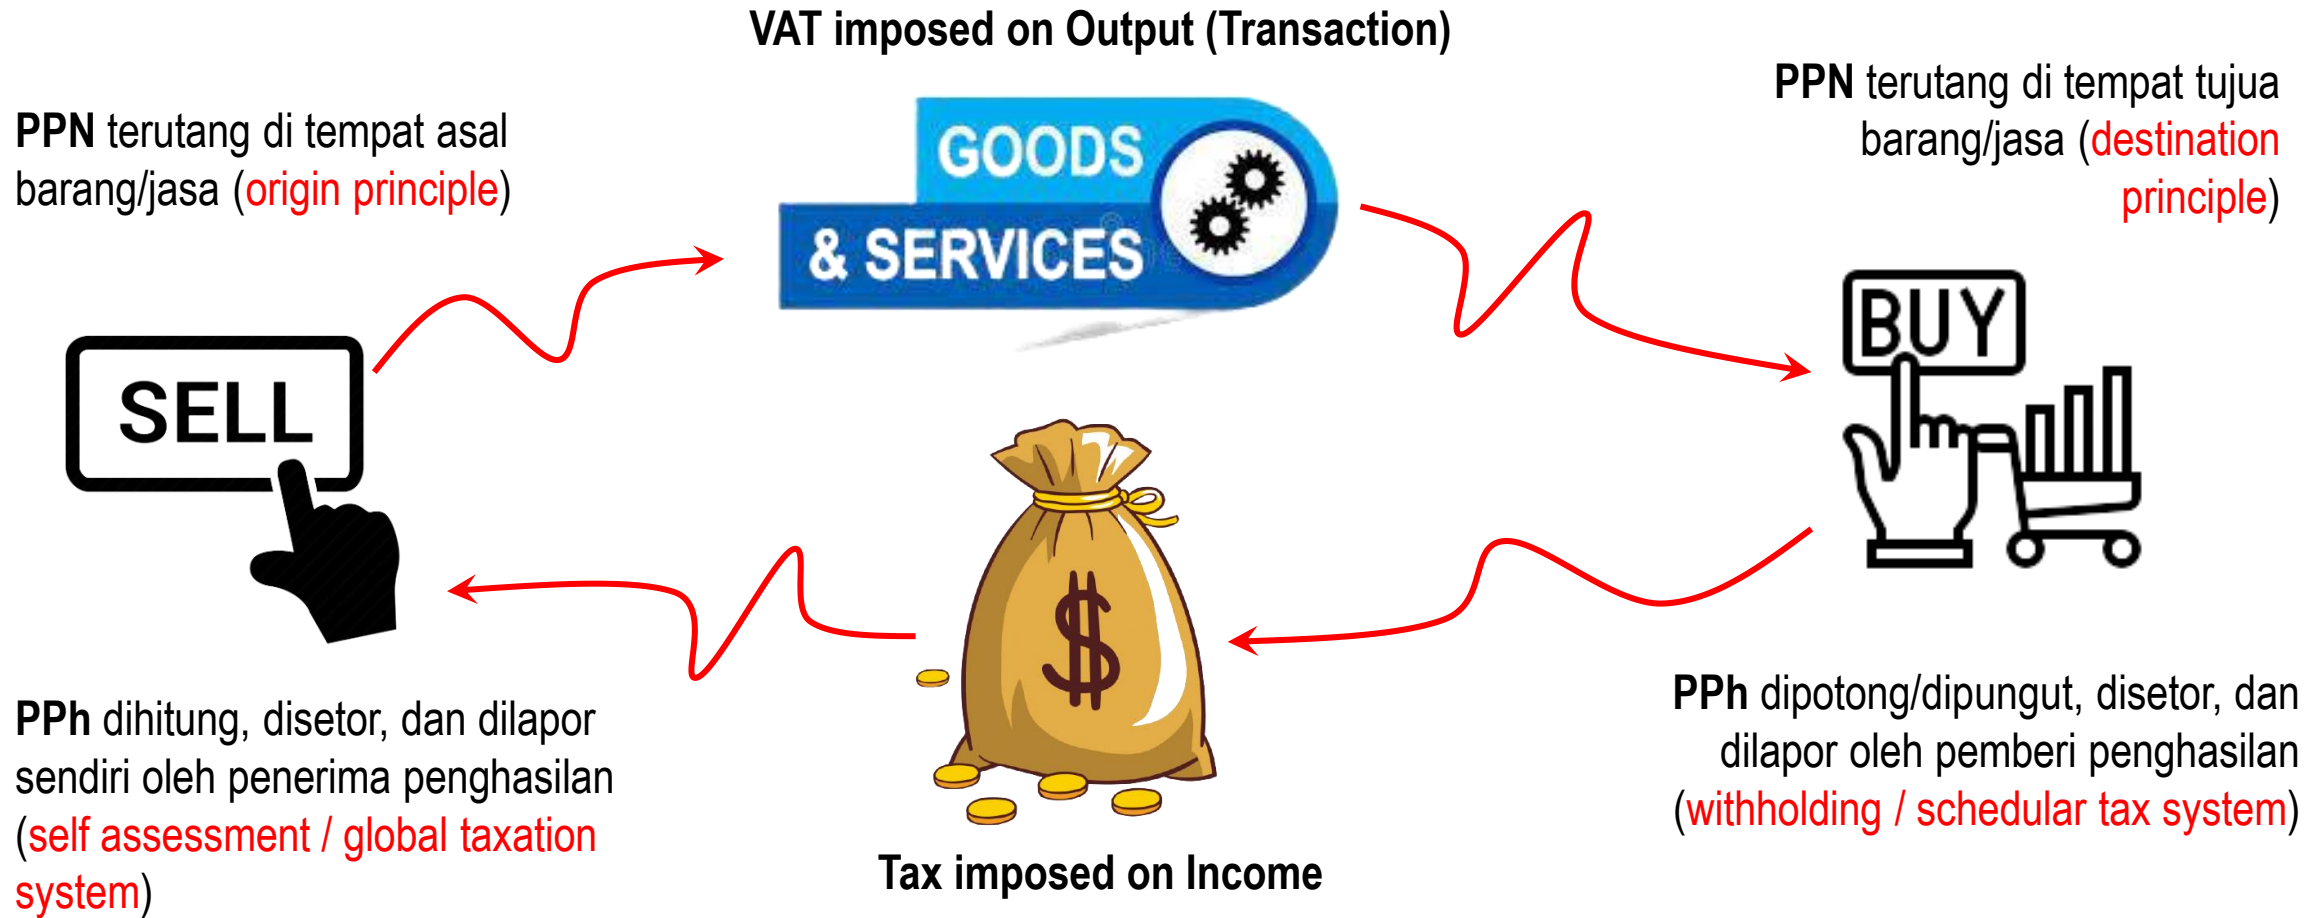 VAT imposed on Output (Transaction)
PPN terutang di tempat asal
barang/jasa (origin principle)
GOODS
& SERVICES
PPN terutang di tempat tujua
barang/jasa (destination
principle)
SELL
BUY
$
PPh dihitung, disetor, dan dilapor
sendiri oleh penerima penghasilan
(self assessment / global taxation
system)
Tax imposed on Income
PPh dipotong/dipungut, disetor, dan
dilapor oleh pemberi penghasilan
(withholding / schedular tax system)